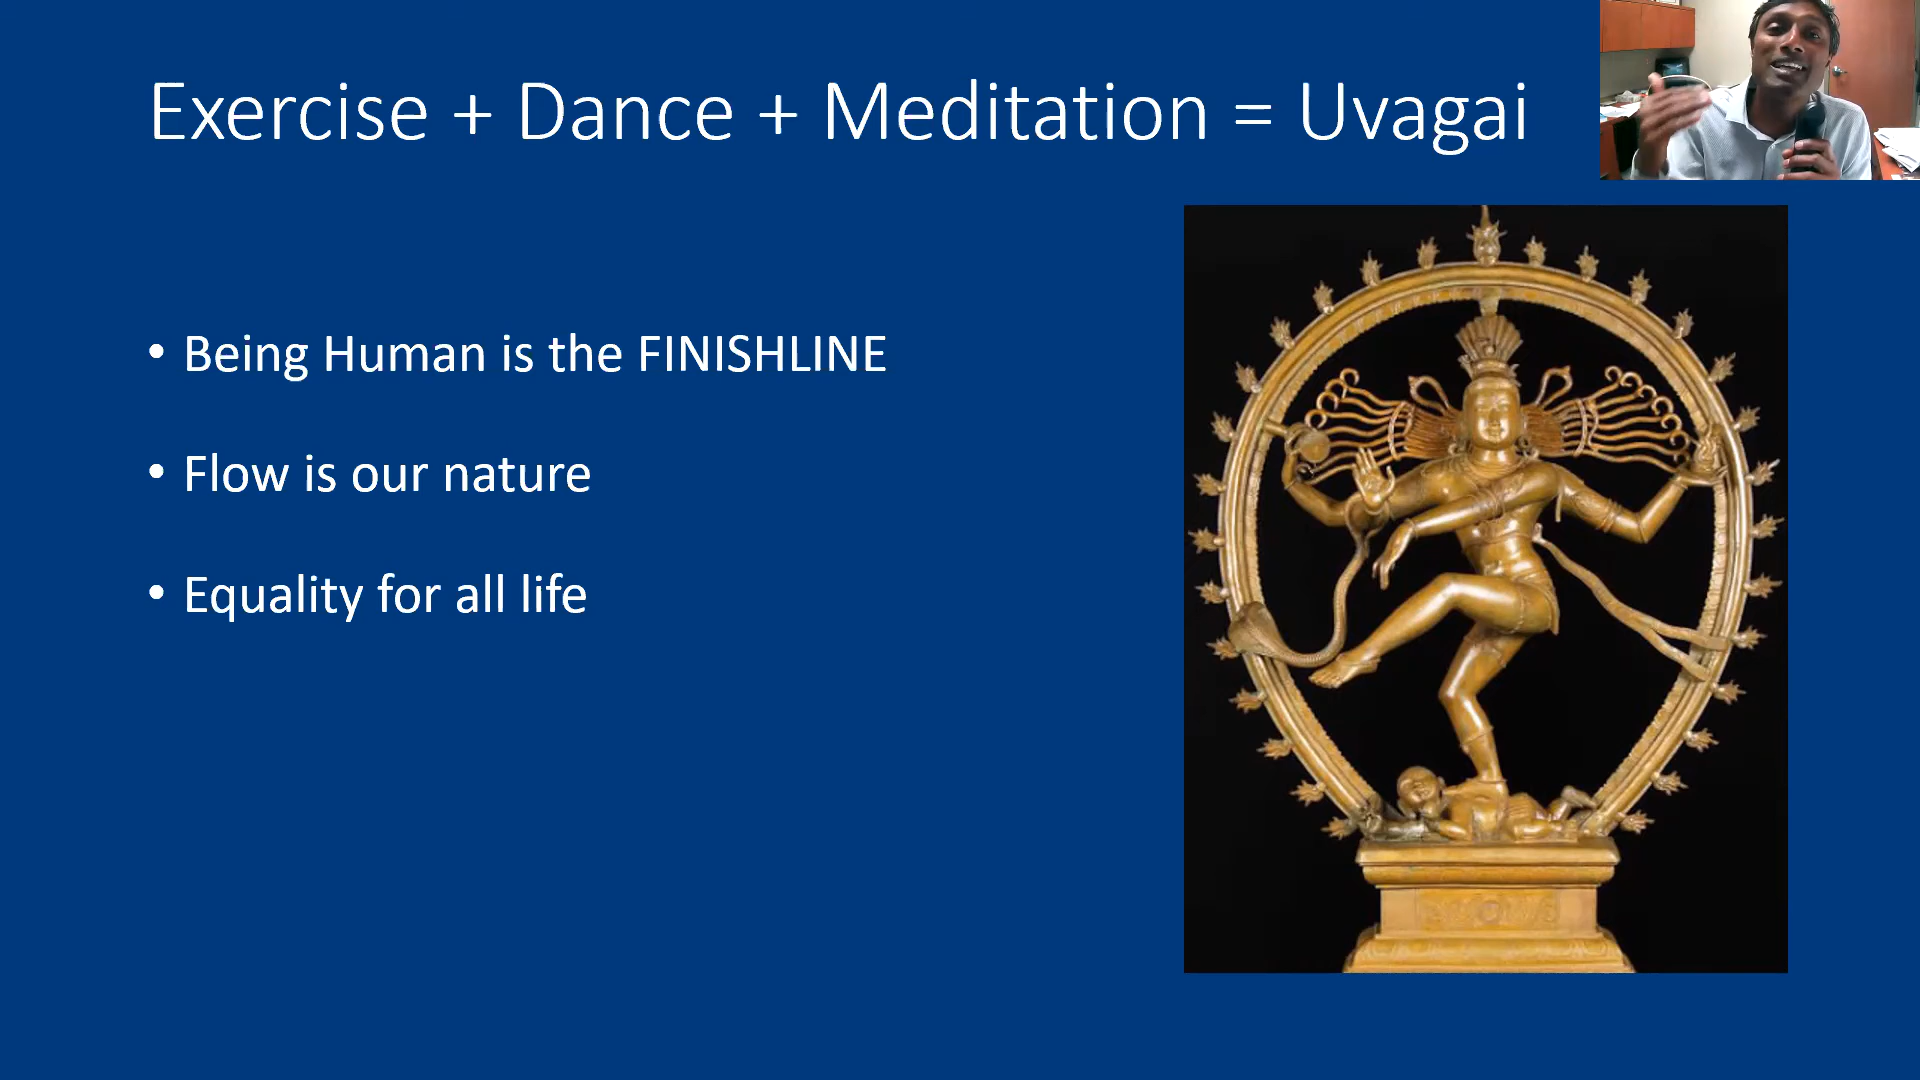 Exercise + Dance + Meditation = Uvagai
• Being Human is the FINISHLINE
• Flow is our nature
• Equality for all life